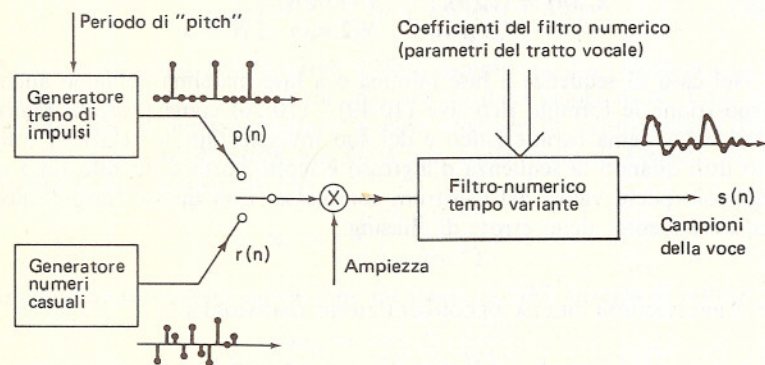 Periodo di "pitch"
Coefficienti del filtro numerico
(parametri del tratto vocale)
Generatore
treno di
impulsi
p(n)
Filtro-numerico
tempo variante
s(n)
Campioni
della voce
r(n)
X
Ampiezza
Generatore
numeri
casuali